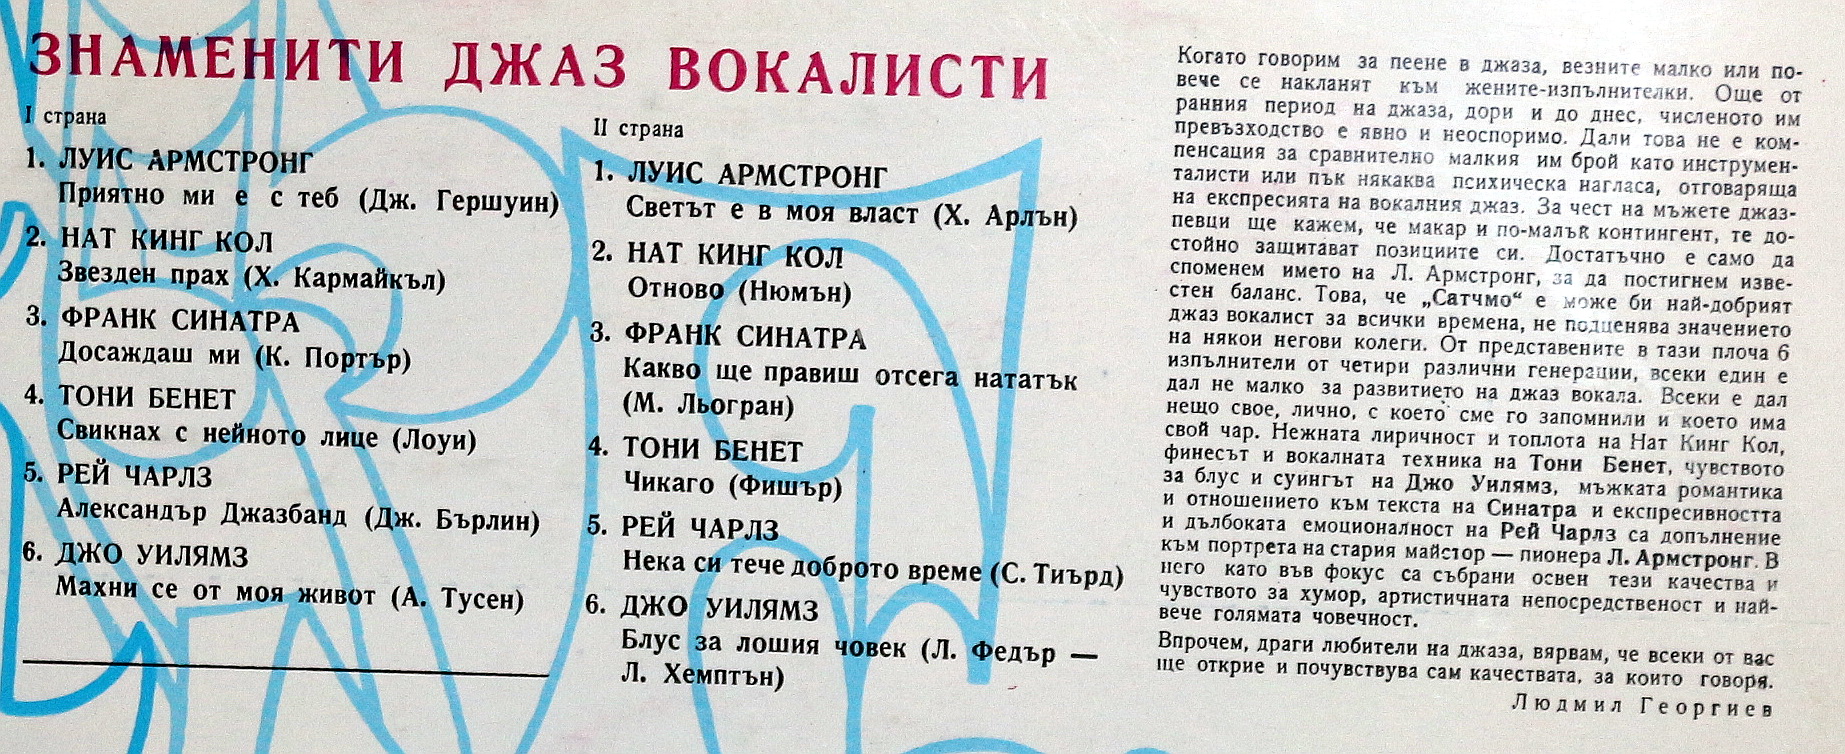 ЗНАМЕНИТИ ДЖАЗ ВОКАЛИСТИ
I страна
1. ЛУИС АРМСТРОНГ
Приятно ми е с теб (Дж. Гершуин)
2. НАТ КИНГ КОЛ
Звезден прах (Х. Кармайкъл)
3. ФРАНК СИНАТРА
Досаждаш ми (К. Портър)
4. ТОНИ БЕНЕТ
Свикнах с нейното лице (Лоуи)
5. РЕЙ ЧАРЛЗ
Александър Джазбанд (Дж. Бърлин)
6. ДЖО УИЛЯМЗ
Махни се от моя живот (А. Тусен)
II страна
1. ЛУИС АРМСТРОНГ
Светът е в моя власт (Х. Арлън)
2. НАТ КИНГ КОЛ
Отново (Нюмън)
3. ФРАНК СИНАТРА
Какво ще правиш отсега нататък
(М. Льогран)
4. ТОНИ БЕНЕТ
Чикаго (Фишър)
5. РЕЙ ЧАРЛЗ
Нека си тече доброто време (С. Тиърд)
6. ДЖО УИЛЯМЗ
Блус за лошия човек (Л. Федър —
Л. Хемптън)
Когато говорим за пеене в джаза, везните малко или по-
вече се накланят към жените-изпълнителки. Още от
ранния период на джаза, дори и до днес, численото им
превъзходство е явно и неоспоримо. Дали това не е ком-
пенсация за сравнително малкия им брой като инструмен-
талисти или пък някаква психическа нагласа, отговаряща
на експресията на вокалния джаз. За чест на мъжете джаз-
певци ще кажем, че макар и по-малък контингент, те до-
стойно защитават позициите си. Достатъчно е само да
споменем името на Л. Армстронг, за да постигнем изве-
стен баланс. Това, че „Сатчмо“ е може би най-добрият
джаз вокалист за всички времена, не подценява значението
на някои негови колеги. От представените в тази плоча 6
изпълнители от четири различни генерации, всеки един е
дал не малко за развитието на джаз вокала. Всеки е дал
нещо свое, лично, с което сме го запомнили и което има
свой чар. Нежната лиричност и топлота на Нат Кинг Кол,
финесът и вокалната техника на Тони Бенет, чувството
за блус и суингът на Джо Уилямз, мъжката романтика
и отношението към текста на Синатра и експресивността
и дълбоката емоционалност на Рей Чарлз са допълнение
към портрета на стария майстор — пионера Л. Армстронг. В
него като във фокус са събрани освен тези качества и
чувството за хумор, артистичната непосредственост и най-
вече голямата човечност.
Впрочем, драги любители на джаза, вярвам, че всеки от вас
ще открие и почувствува сам качествата, за които говоря.
Людмил Георгиев